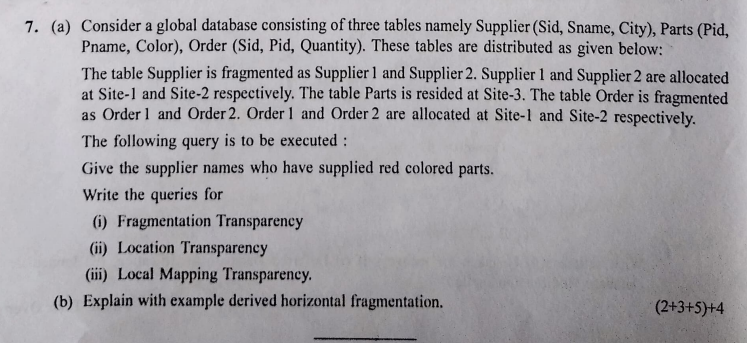 7. (a) Consider a global database consisting of three tables namely Supplier (Sid, Sname, City), Parts (Pid,
Pname, Color), Order (Sid, Pid, Quantity). These tables are distributed as given below:
The table Supplier is fragmented as Supplier 1 and Supplier 2. Supplier 1 and Supplier 2 are allocated
at Site-1 and Site-2 respectively. The table Parts is resided at Site-3. The table Order is fragmented
as Order 1 and Order 2. Order 1 and Order 2 are allocated at Site-1 and Site-2 respectively.
The following query is to be executed :
Give the supplier names who have supplied red colored parts.
Write the queries for
(i) Fragmentation Transparency
(ii) Location Transparency
(iii) Local Mapping Transparency.
(b) Explain with example derived horizontal fragmentation. (2+3+5)+4